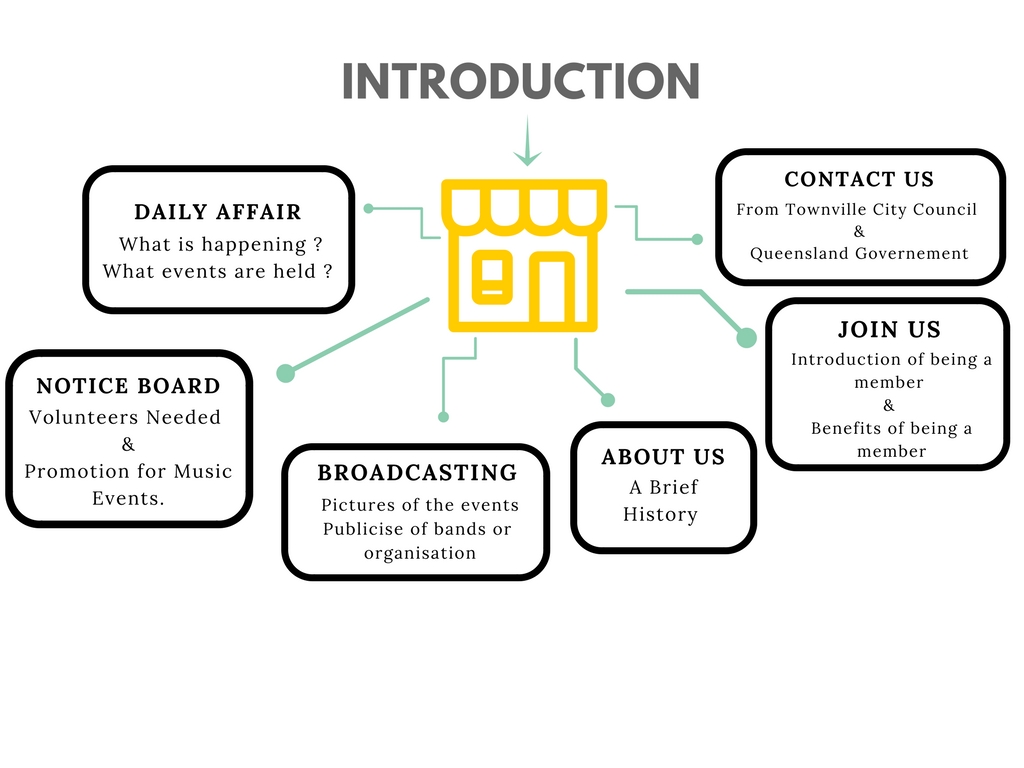 INTRODUCTION
DAILY AFFAIR
What is happening ?
What events are held ?
CONTACT US
From Townville City Council
&
Queensland Governement
JOIN US
Introduction of being a
member
&
Benefits of being a
member
NOTICE BOARD
Volunteers Needed
&
Promotion for Music
Events.
BROADCASTING
Pictures of the events
Publicise of bands or
organisation
ABOUT US
A Brief
History